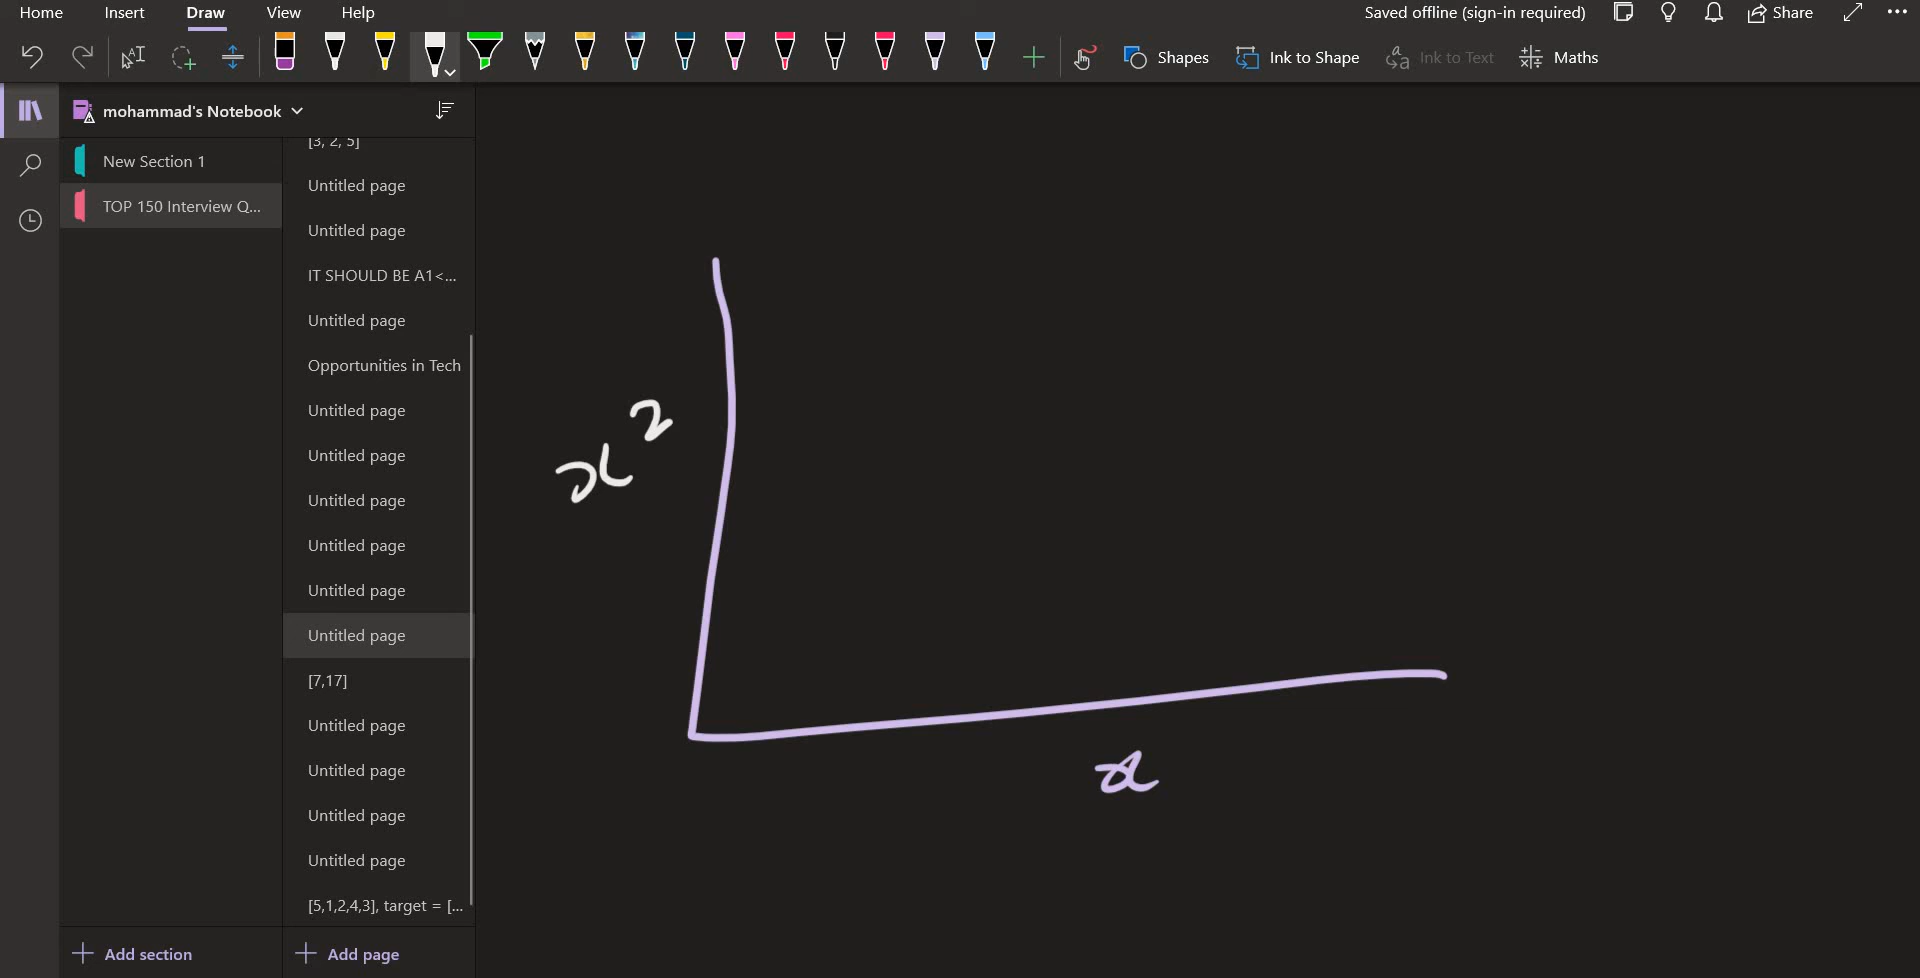 Home Insert Draw View Help Saved offline (sign-in required) Share
Shapes Ink to Shape Ink to Text Maths
mohammad's Notebook
New Section 1
TOP 150 Interview Q...
[3, 2, 5]
Untitled page
Untitled page
IT SHOULD BE A1<...
Untitled page
Opportunities in Tech
Untitled page
Untitled page
Untitled page
Untitled page
Untitled page
Untitled page
[7,17]
Untitled page
Untitled page
Untitled page
Untitled page
[5,1,2,4,3], target = [...
Add section
Add page
x²
x